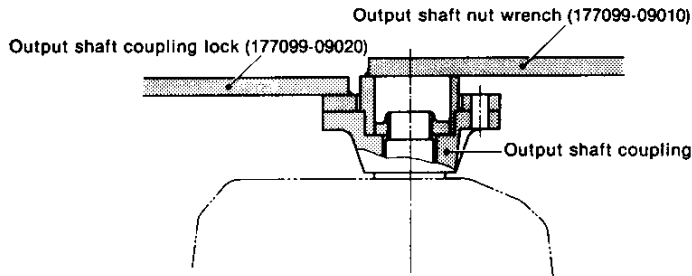 Output shaft nut wrench (177099-09010)
Output shaft coupling lock (177099-09020)
Output shaft coupling